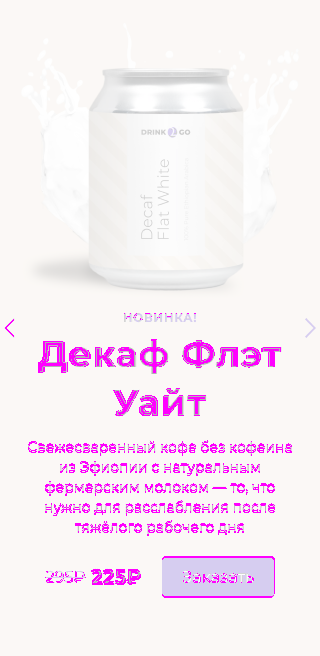 DRINK 2 GO
Decaf
Flat White
НОВИНКА!
Декаф Флэт
Уайт
Свежесваренный кофе без кофеина
из Эфиопии с натуральным
фермерским молоком — то, что
нужно для расслабления после
тяжёлого рабочего дня
295₽ 225₽ Заказать